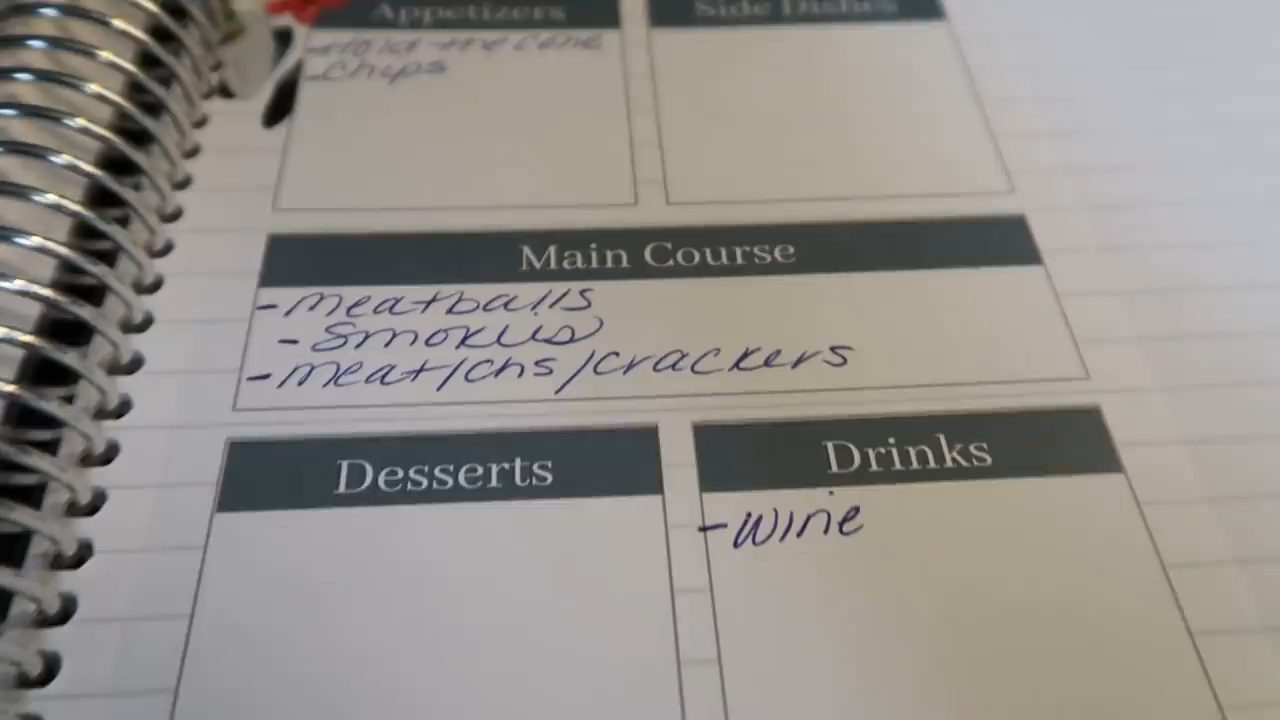 Appetizers
Side Dishes
-chips
Main Course
-meatballs
-smokies
-meat/chs/crackers
Desserts
Drinks
-wine